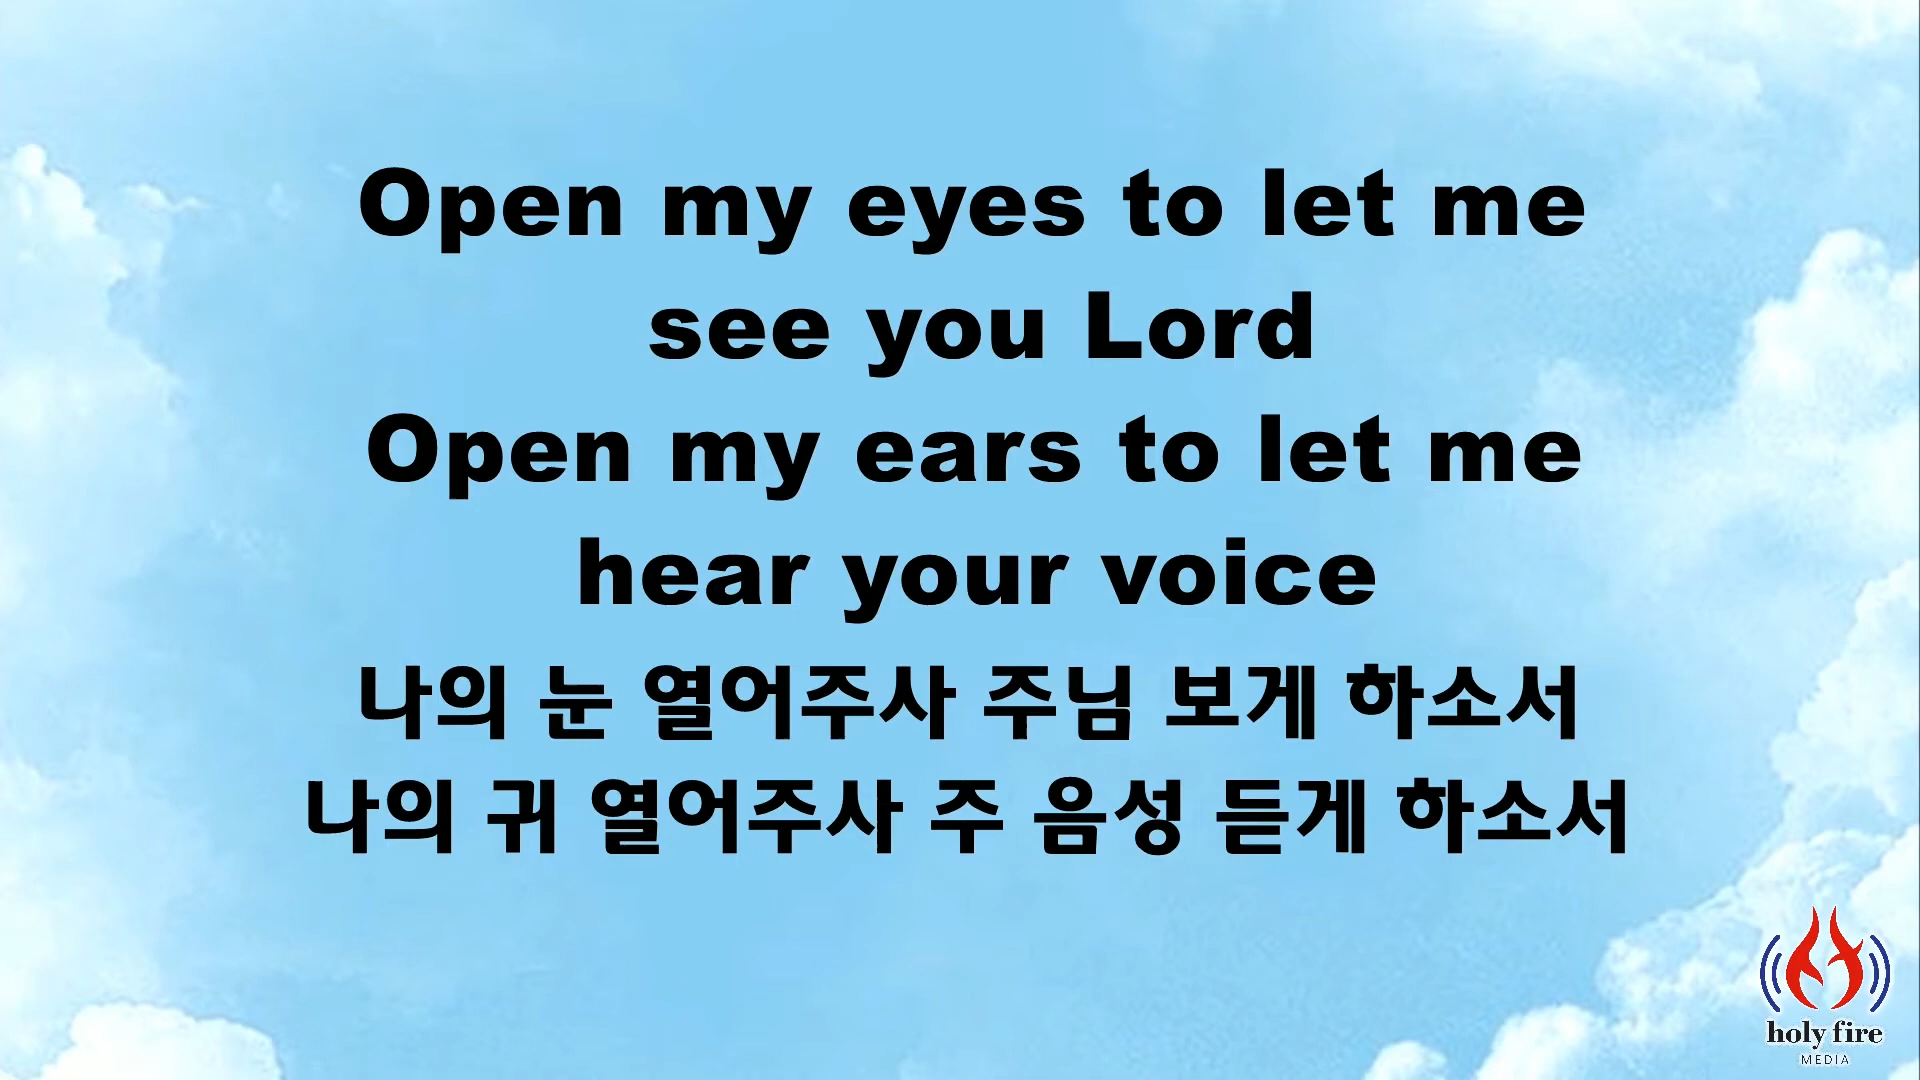 Open my eyes to let me
see you Lord
Open my ears to let me
hear your voice
나의 눈 열어주사 주님 보게 하소서
나의 귀 열어주사 주 음성 듣게 하소서
holy fire
MEDIA